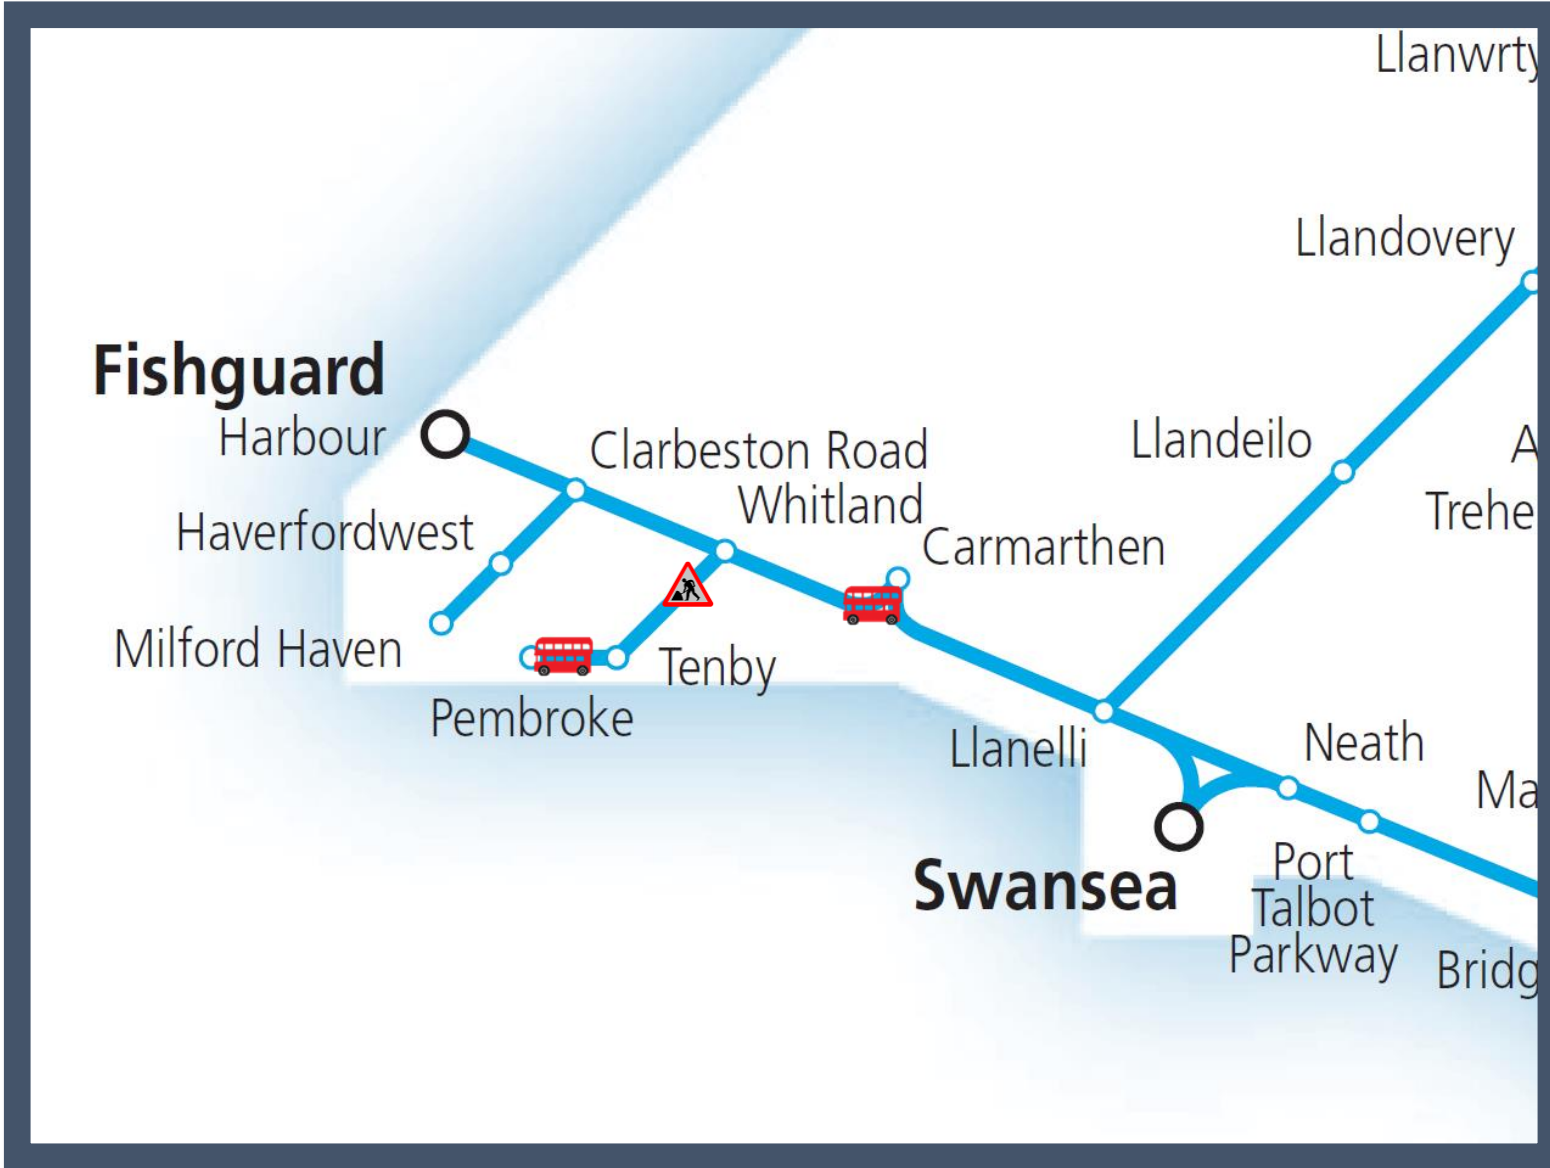 Llanwrty
Llandovery
Fishguard
Harbour
Clarbeston Road
Llandeilo
A
Whitland
Trehe
Haverfordwest
Carmarthen
Milford Haven
Tenby
Pembroke
Llanelli
Neath
Ma
Swansea
Port
Talbot
Parkway
Bridg